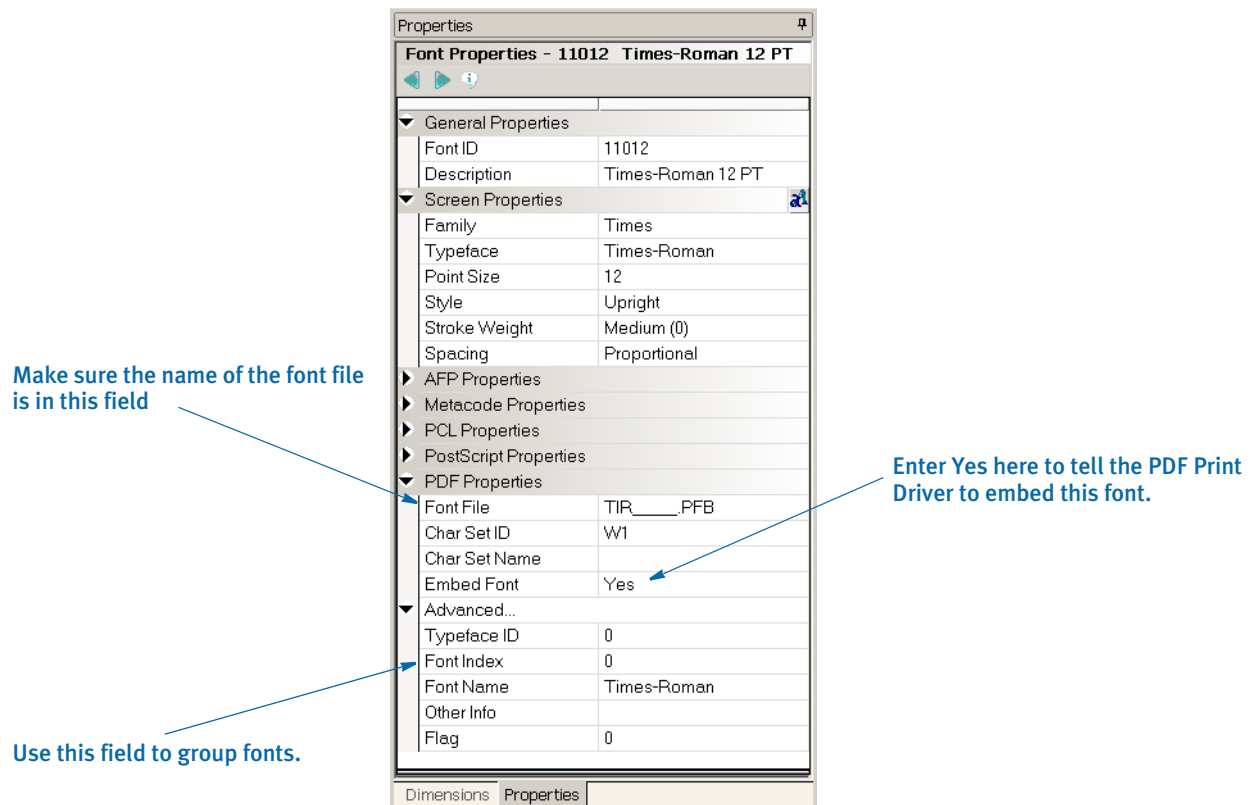 Properties
Font Properties - 11012 Times-Roman 12 PT
General Properties
Font ID 11012
Description Times-Roman 12 PT
Screen Properties
Family Times
Typeface Times-Roman
Point Size 12
Style Upright
Stroke Weight Medium (0)
Spacing Proportional
Make sure the name of the font file
is in this field
AFP Properties
Metacode Properties
PCL Properties
PostScript Properties
PDF Properties
Enter Yes here to tell the PDF Print
Driver to embed this font.
Font File TIR_____.PFB
Char Set ID W1
Char Set Name
Embed Font Yes
Advanced...
Typeface ID 0
Font Index 0
Font Name Times-Roman
Other Info
Flag 0
Use this field to group fonts.
Dimensions Properties